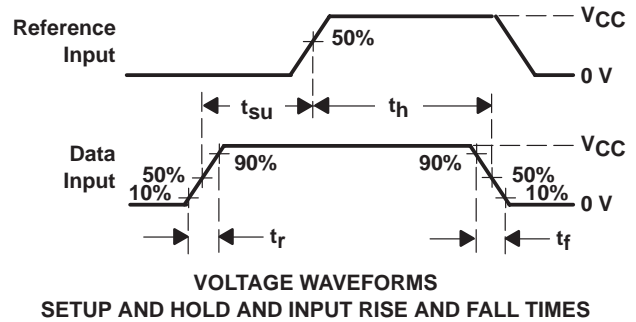 Reference
Input
50%
VCC
0 V
tsu
th
Data
Input
50%
10%
90%
90%
50%
10%
VCC
0 V
tr
tf
VOLTAGE WAVEFORMS
SETUP AND HOLD AND INPUT RISE AND FALL TIMES